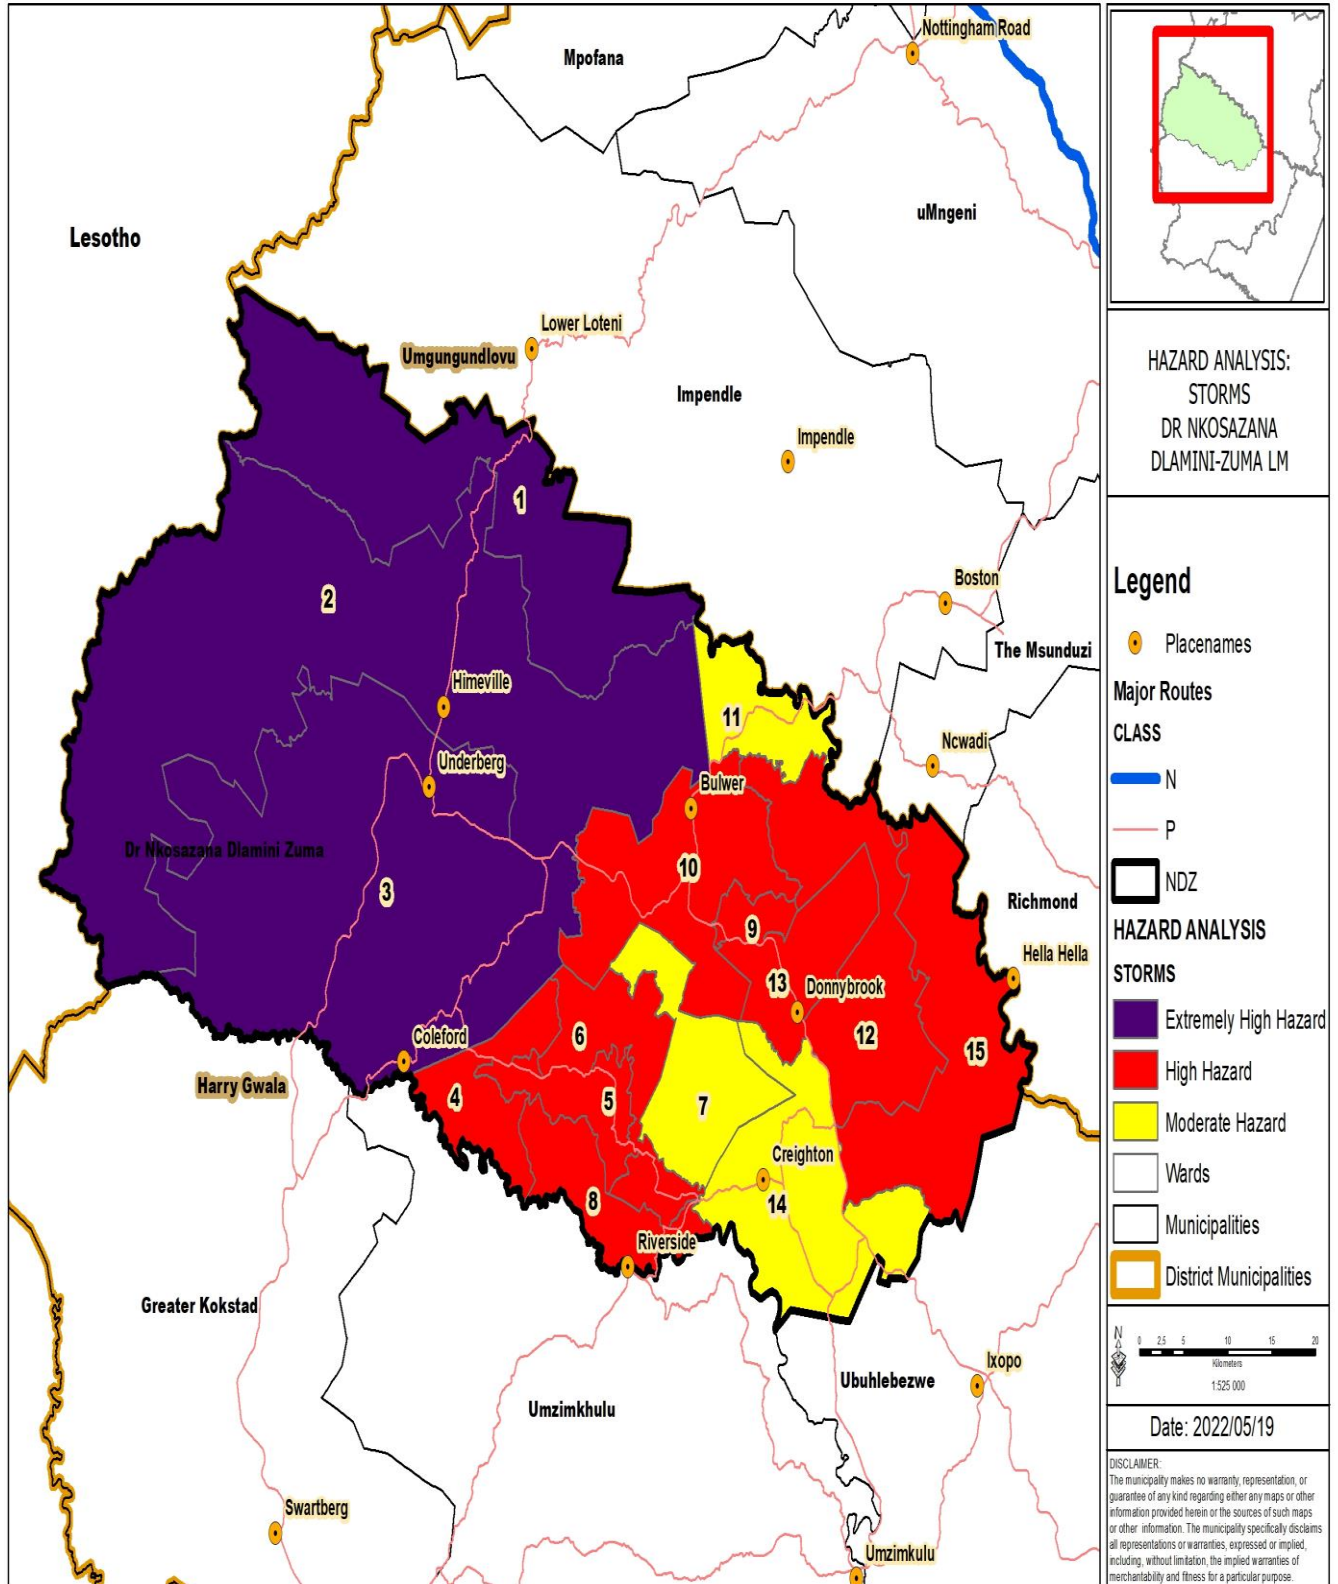 Nottingham Road
Mpofana
uMngeni
Lesotho
Lower Loteni
Umgungundlovu
Impendle
Impendle
1
2
Boston
The Msunduzi
Himeville
11
Ncwadi
Underberg
Bulwer
Dr Nkosazana Dlamini Zuma
10
3
Richmond
9
Hella Hella
13
Donnybrook
6
12
Coleford
15
Harry Gwala
4
5
7
Creighton
8
14
Riverside
Greater Kokstad
Ixopo
Ubuhlebezwe
Umzimkhulu
Swartberg
Umzimkulu
HAZARD ANALYSIS:
STORMS
DR NKOSAZANA
DLAMINI-ZUMA LM
Legend
Placenames
Major Routes
CLASS
N
P
NDZ
HAZARD ANALYSIS
STORMS
Extremely High Hazard
High Hazard
Moderate Hazard
Wards
Municipalities
District Municipalities
N
0 2.5 5 10 15 20
Kilometers
1:525 000
Date: 2022/05/19
DISCLAIMER:
The municipality makes no warranty, representation, or
guarantee of any kind regarding either any maps or other
information provided herein or the sources of such maps
or other information. The municipality specifically disclaims
all representations or warranties, expressed or implied,
including, without limitation, the implied warranties of
merchantability and fitness for a particular purpose.